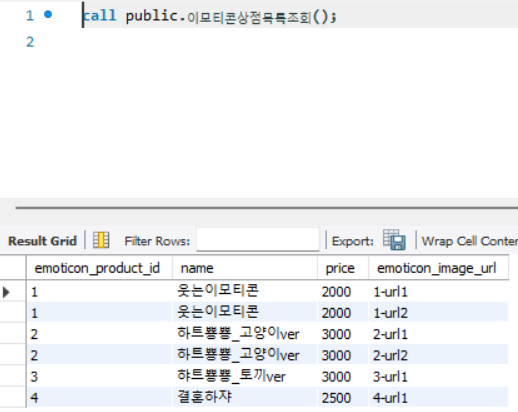 1 call public.이모티콘상점목록조회();
2
Result Grid Filter Rows: Export: Wrap Cell Conten
emoticon_product_id name price emoticon_image_url
1 웃는이모티콘 2000 1-url1
1 웃는이모티콘 2000 1-url2
2 하트뿅뿅_고양이ver 3000 2-url1
2 하트뿅뿅_고양이ver 3000 2-url2
3 하트뿅뿅_토끼ver 3000 3-url1
4 결혼하쟈 2500 4-url1